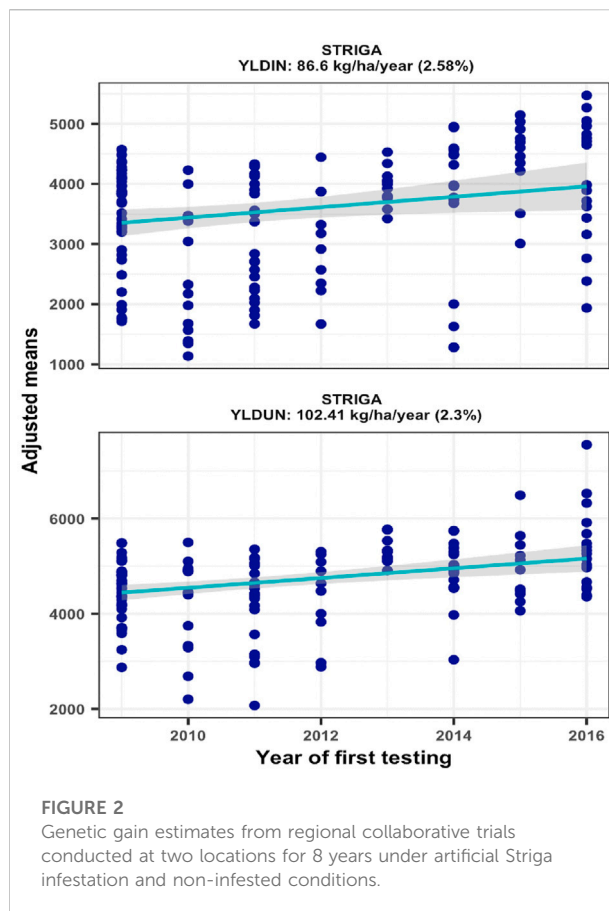 STRIGA
YLDIN: 86.6 kg/ha/year (2.58%)
5000
4000
3000
2000
1000
Adjusted means
STRIGA
YLDUN: 102.41 kg/ha/year (2.3%)
6000
4000
2000
2010
2012
2014
2016
Year of first testing
FIGURE 2
Genetic gain estimates from regional collaborative trials
conducted at two locations for 8 years under artificial Striga
infestation and non-infested conditions.